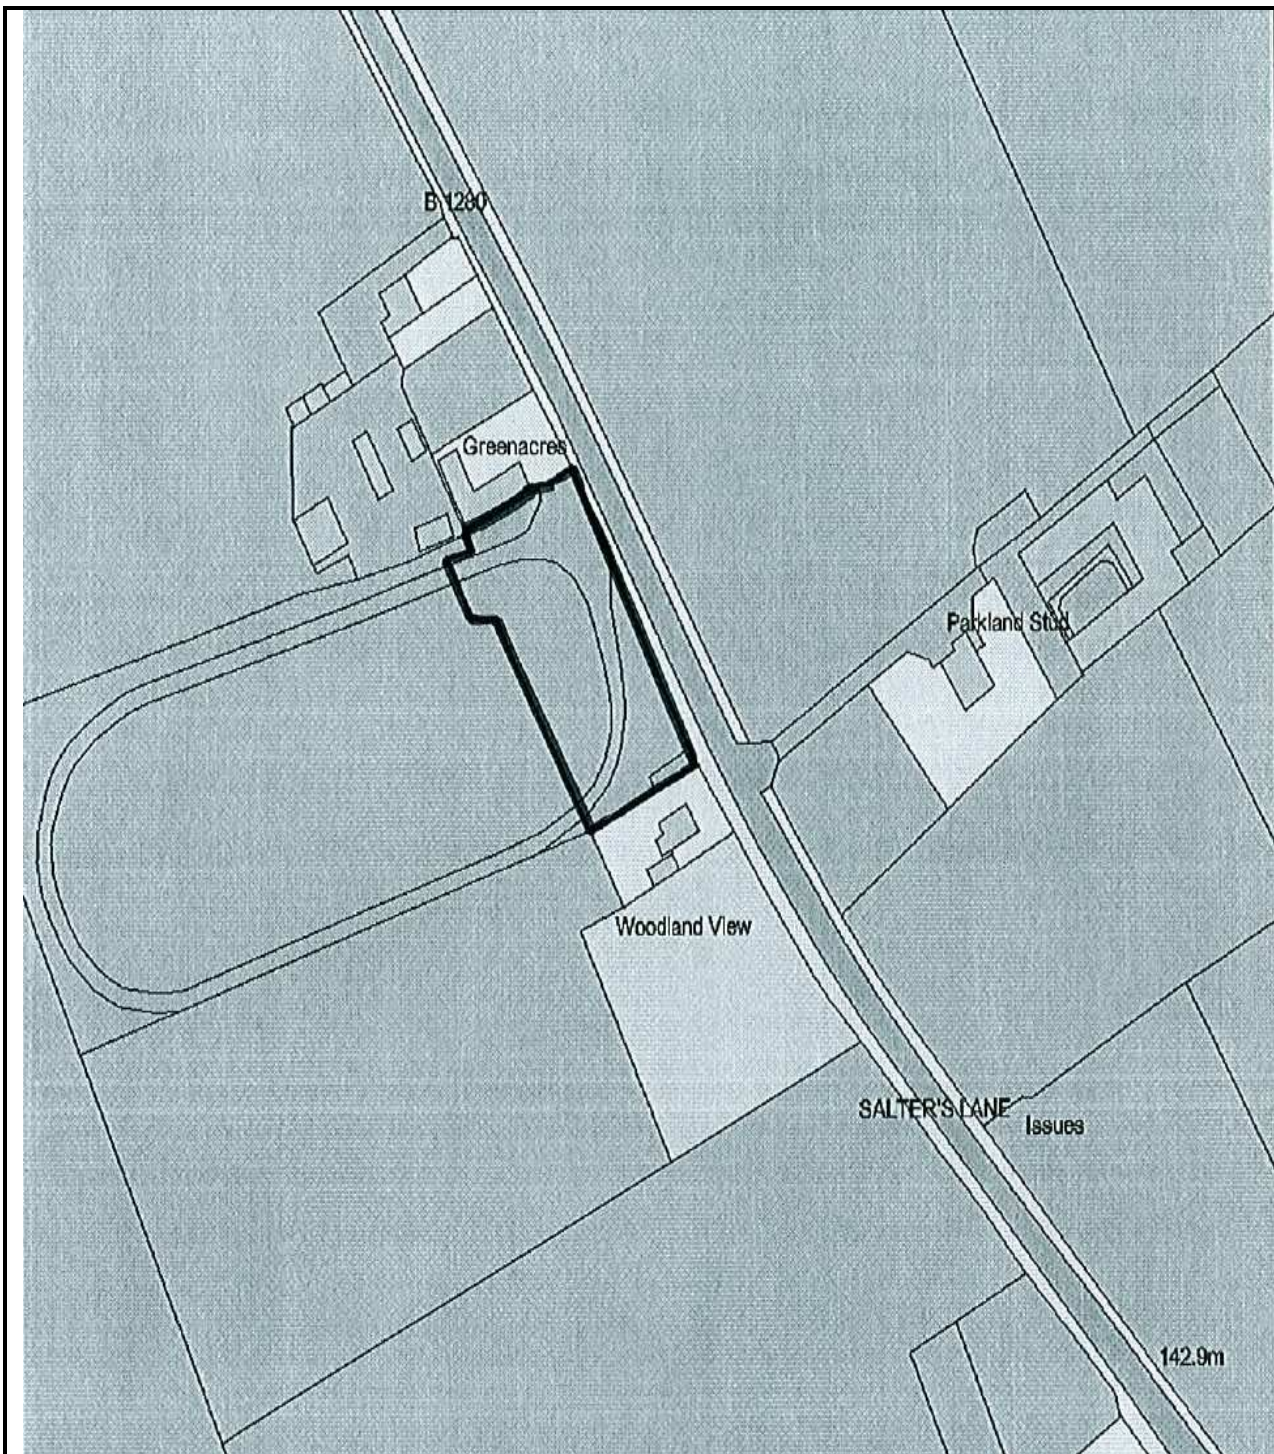 B 1280
Greenacres
Parkland Stud
Woodland View
SALTER'S LANE
Issues
142.9m